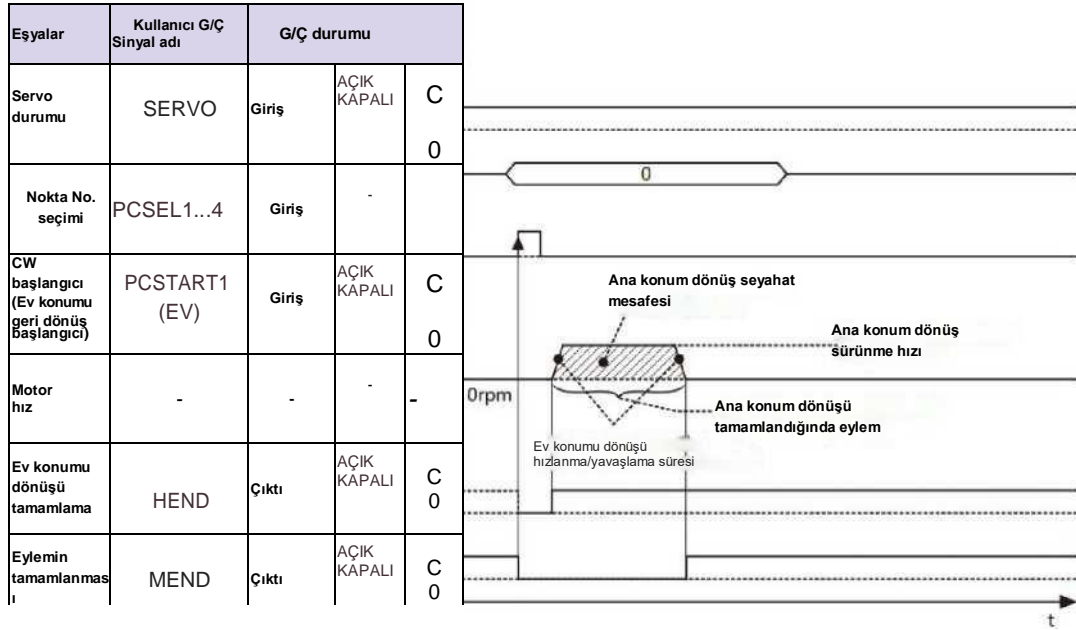 Eşyalar
Kullanıcı G/Ç
Sinyal adı
G/Ç durumu
Servo
durumu
SERVO
Giriş
AÇIK
KAPALI
C
0
Nokta No.
seçimi
PCSEL1...4
Giriş
-
0
CW
başlangıcı
(Ev konumu
geri dönüş
başlangıcı)
PCSTART1
(EV)
Giriş
AÇIK
KAPALI
C
0
Ana konum dönüş seyahat
mesafesi
Ana konum dönüş
sürünme hızı
Motor
hız
-
-
-
-
0rpm
Ana konum dönüşü
tamamlandığında eylem
Ev konumu dönüşü
hızlanma/yavaşlama süresi
Ev konumu
dönüşü
tamamlama
HEND
Çıktı
AÇIK
KAPALI
C
0
Eylemin
tamamlanmas
ı
MEND
Çıktı
AÇIK
KAPALI
C
0
t